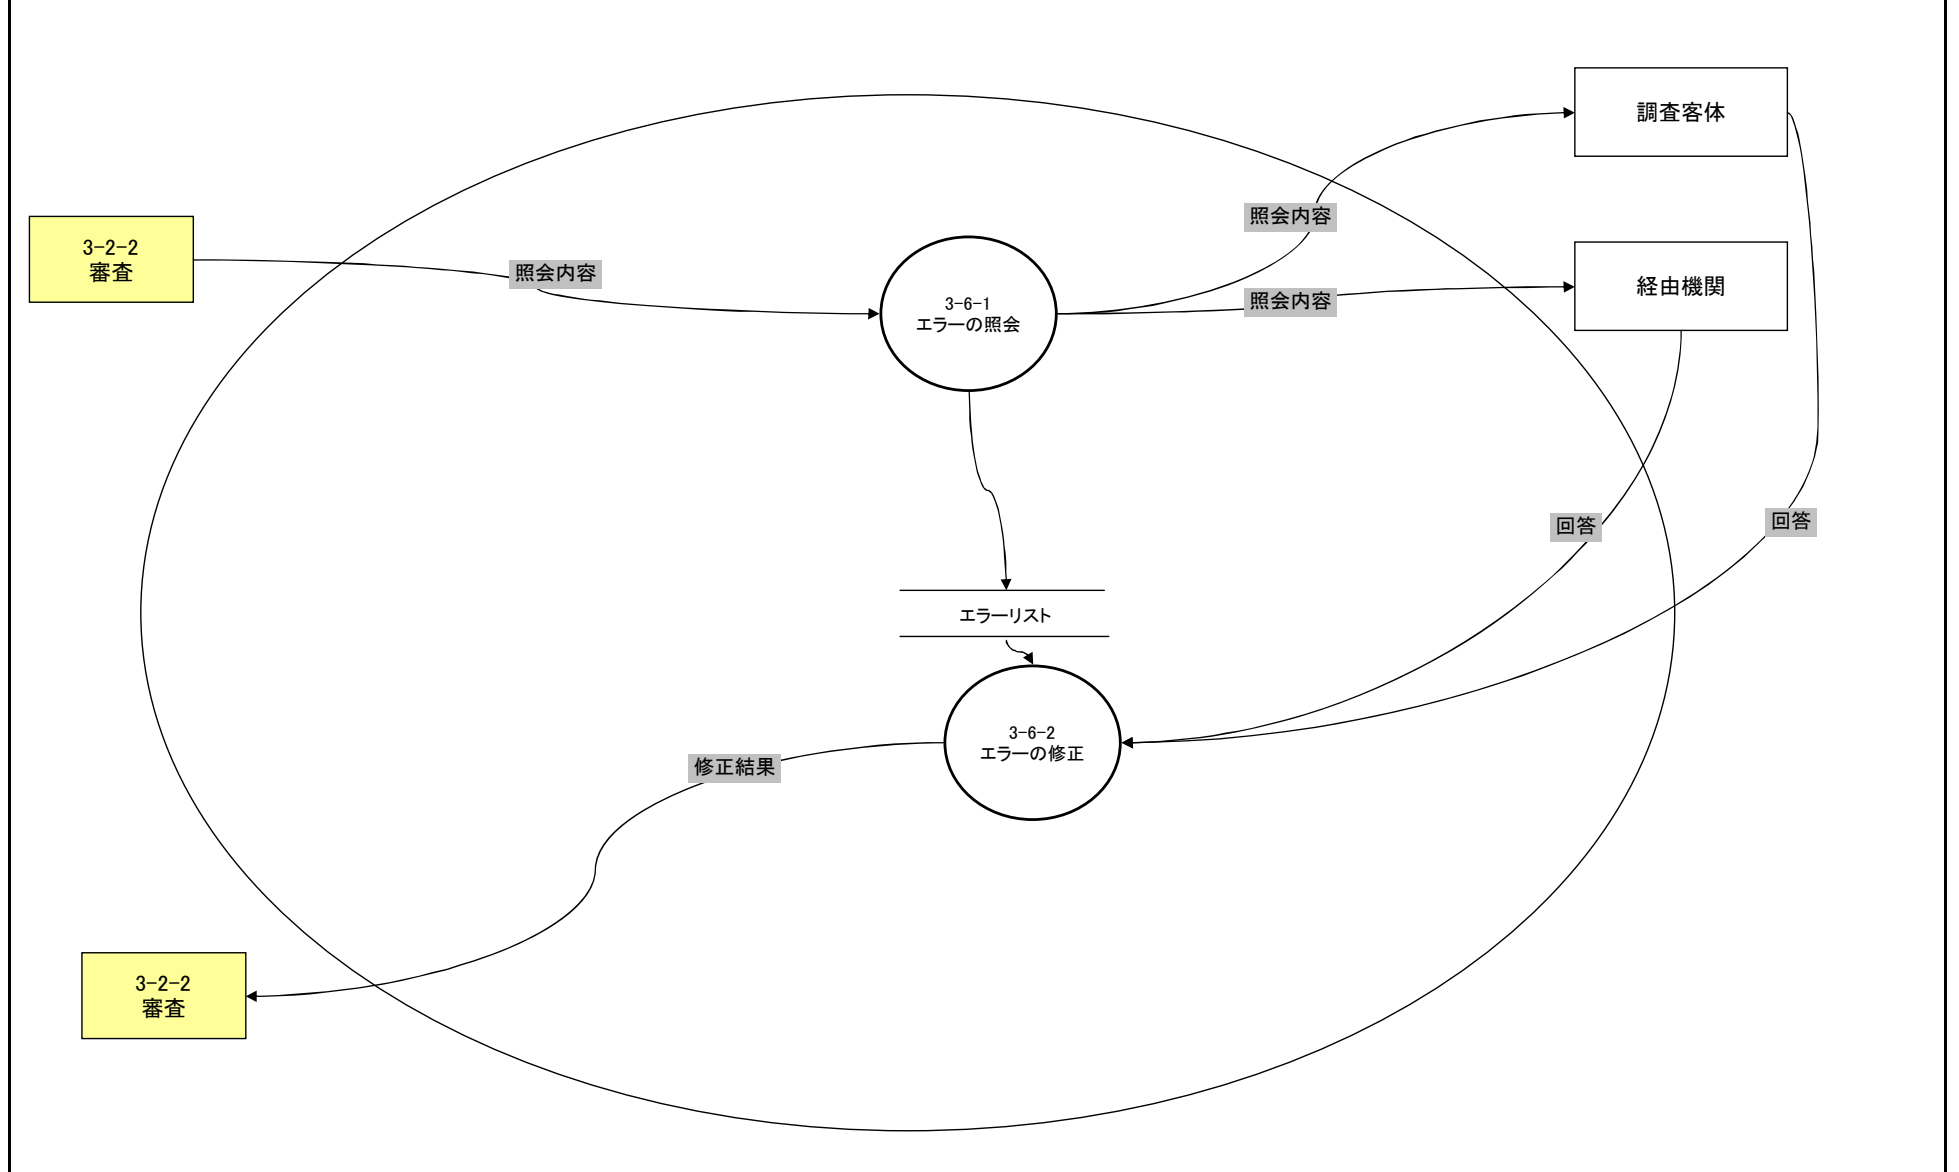 調査客体
照会内容
3-2-2
審査
照会内容
経由機関
3-6-1
エラーの照会
照会内容
回答
回答
エラーリスト
3-6-2
エラーの修正
修正結果
3-2-2
審査